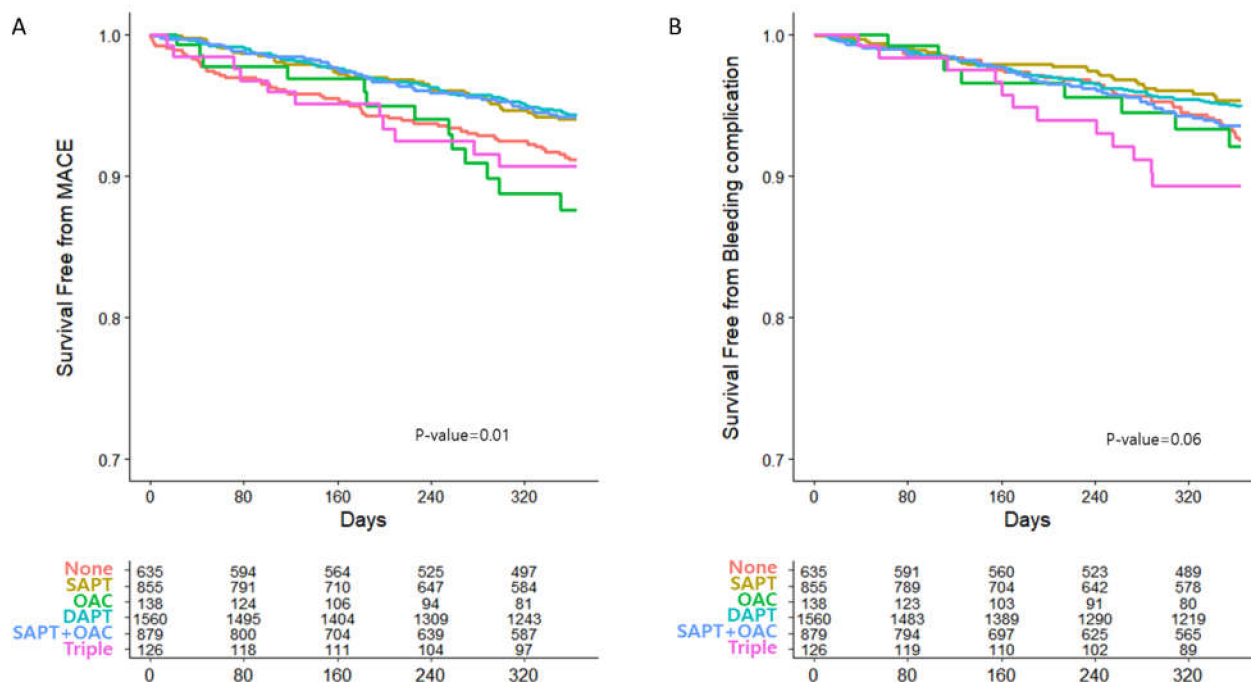 A
Survival Free from MACE
1.0
0.9
0.8
0.7
P-value=0.01
0 80 160 240 320
Days
None 635 594 564 525 497
SAPT 855 791 710 647 584
OAC 138 124 106 94 81
DAPT 1560 1495 1404 1309 1243
SAPT+OAC 879 800 704 639 587
Triple 126 118 111 104 97
0 80 160 240 320
B
Survival Free from Bleeding complication
1.0
0.9
0.8
0.7
P-value=0.06
0 80 160 240 320
Days
None 635 591 560 523 489
SAPT 855 789 704 642 578
OAC 138 123 103 91 80
DAPT 1560 1483 1389 1290 1219
SAPT+OAC 879 794 697 625 565
Triple 126 119 110 102 89
0 80 160 240 320